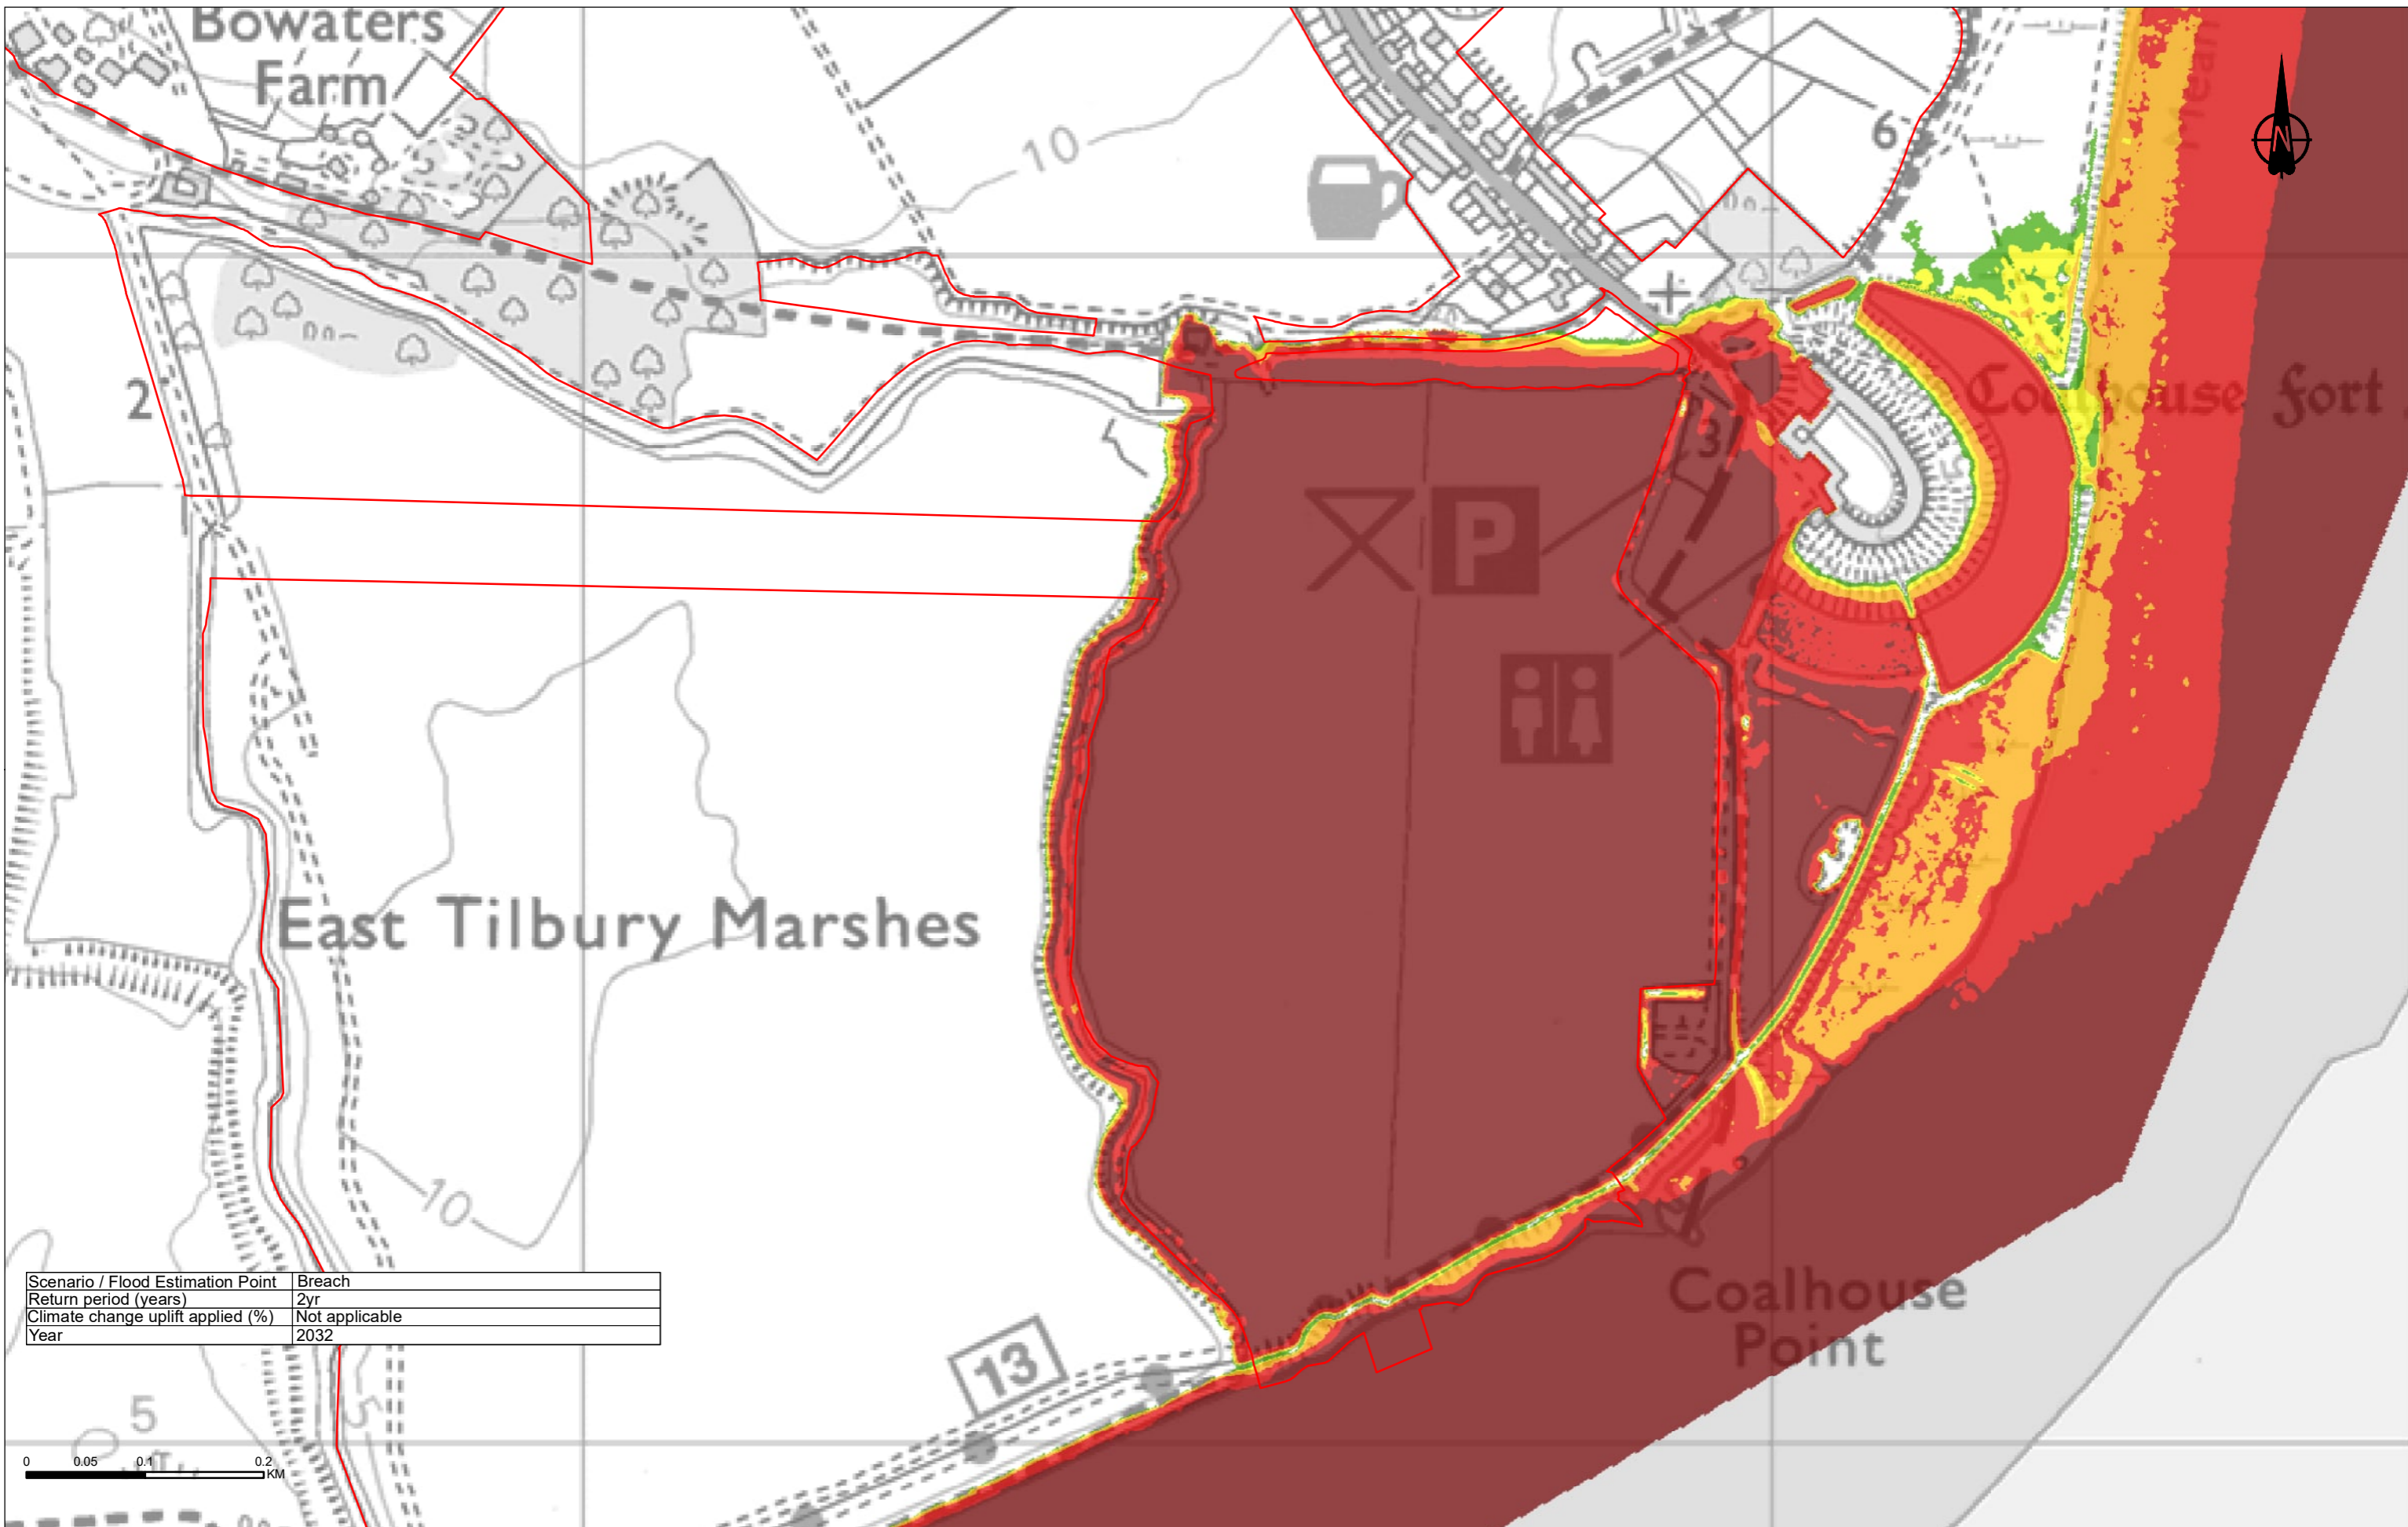 Bowaters
Farm
10
6
Mean
N
2
Coalhouse Fort
3
P
East Tilbury Marshes
10
Coalhouse
Point
13
5
5
Scenario / Flood Estimation Point Breach
Return period (years) 2yr
Climate change uplift applied (%) Not applicable
Year 2032
0 0.05 0.1 0.2
KM